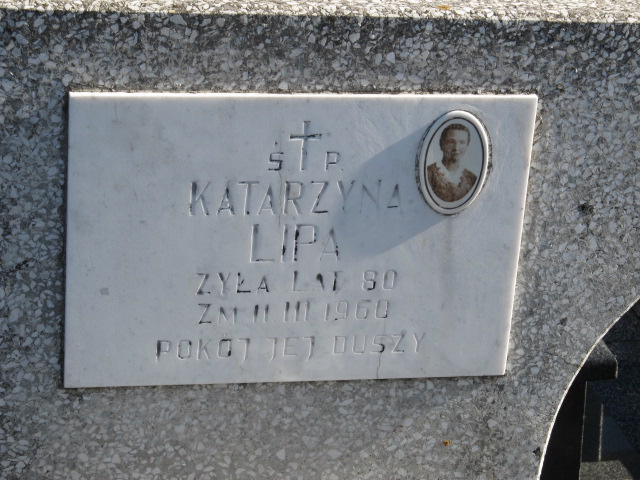 Ś P.
KATARZYNA
LIPA
ŻYŁA LAT 80
ZM 11 III 1960
POKÓJ JEJ DUSZY